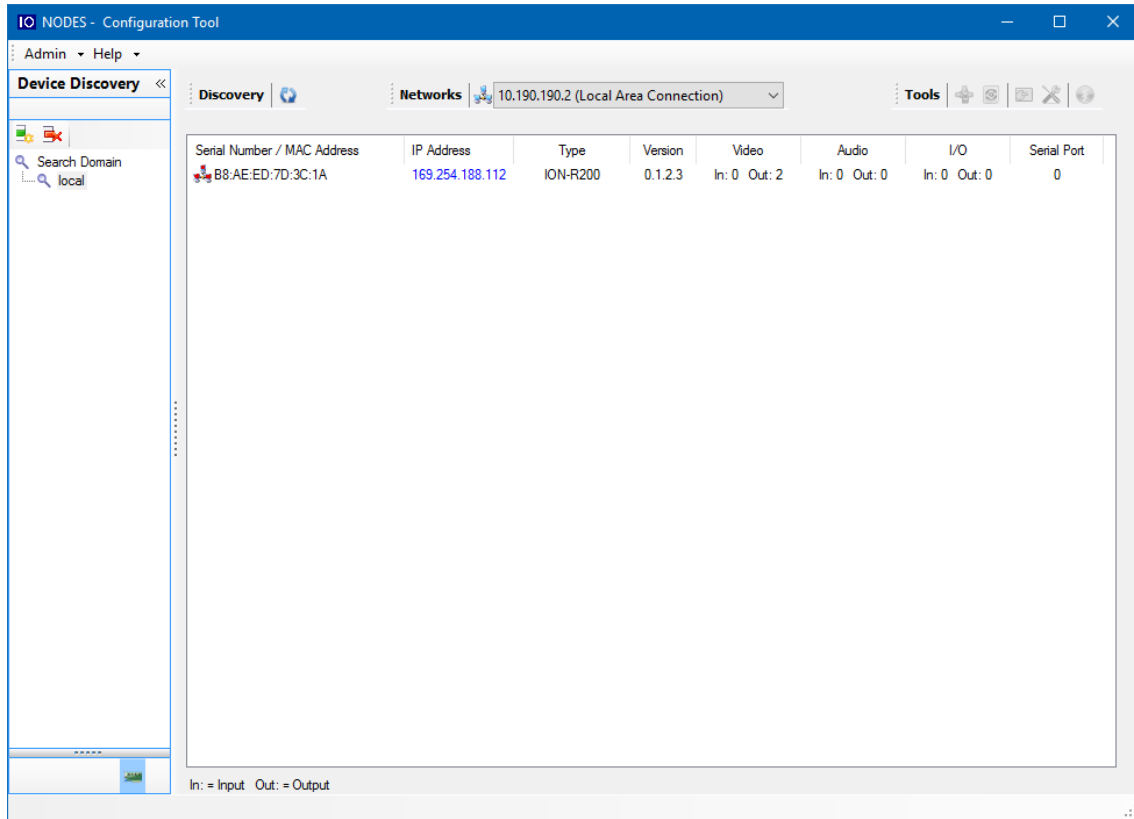 IO NODES - Configuration Tool
Admin Help
Device Discovery «
Discovery Networks 10.190.190.2 (Local Area Connection) Tools
Search Domain
local
Serial Number / MAC Address IP Address Type Version Video Audio I/O Serial Port
B8:AE:ED:7D:3C:1A 169.254.188.112 ION-R200 0.1.2.3 In: 0 Out: 2 In: 0 Out: 0 In: 0 Out: 0 0
In: = Input Out: = Output